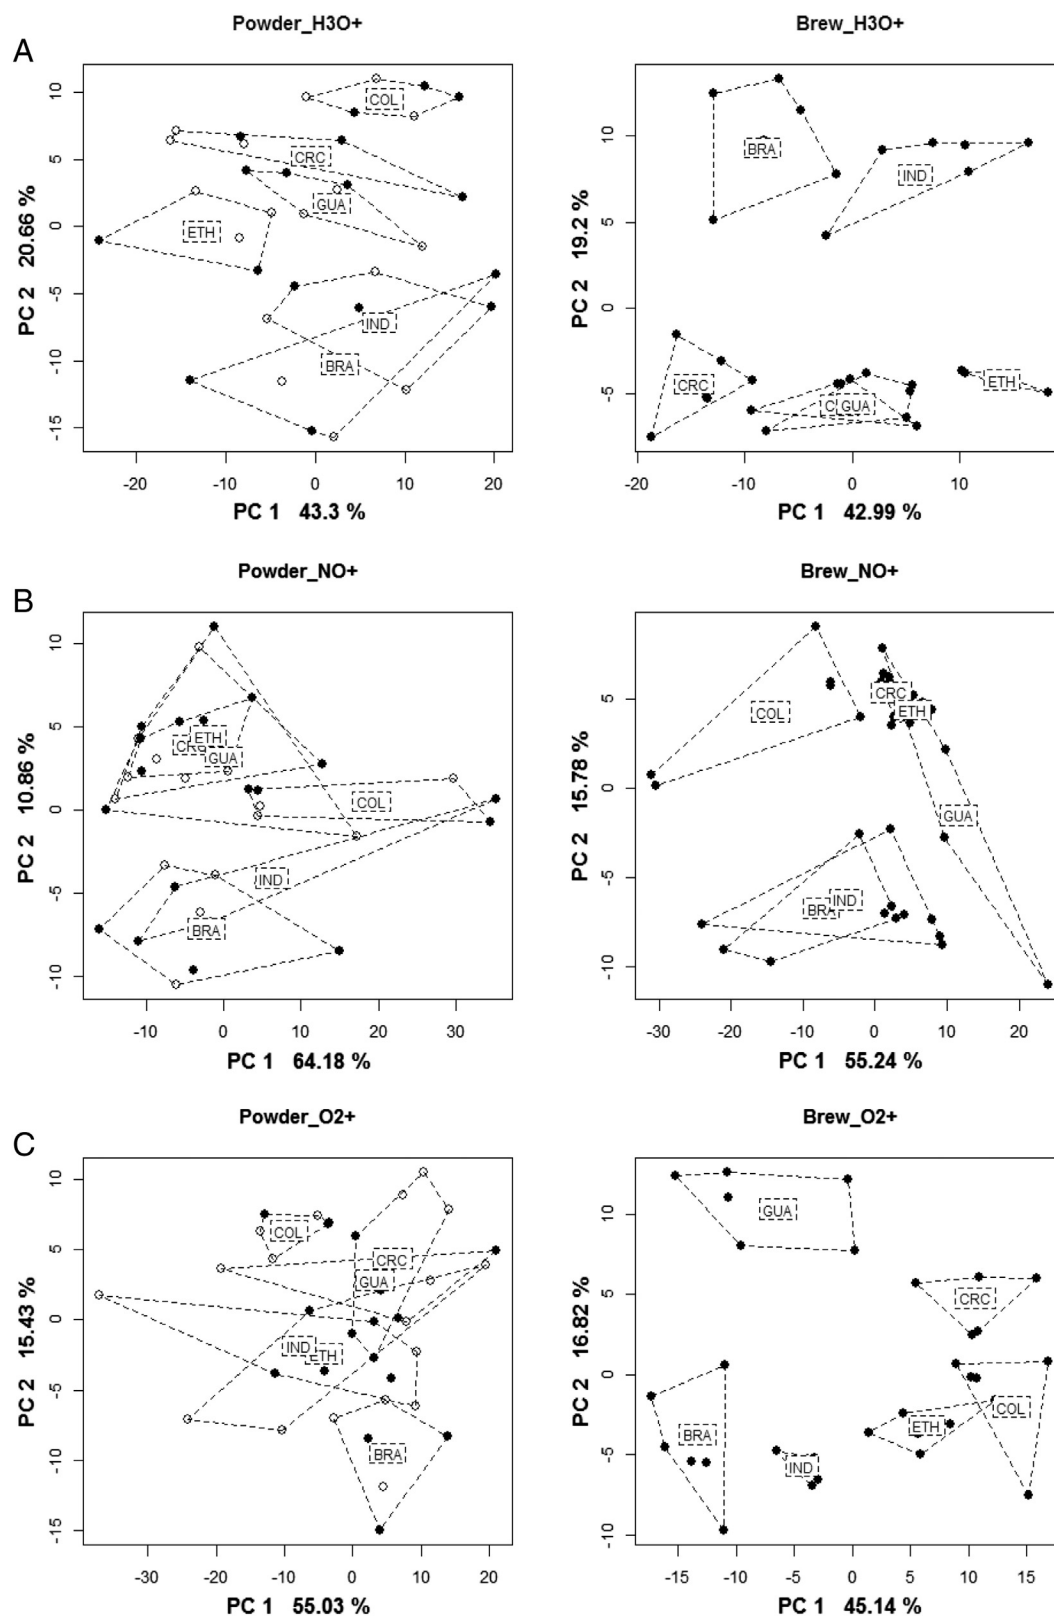 Powder_H3O+
Brew_H3O+
A
10
5
0
-5
-10
-15
PC 2 20.66 %
COL
CRC
GUA
ETH
IND
BRA
-20
-10
0
10
20
PC 1 43.3 %
10
5
0
-5
PC 2 19.2 %
BRA
IND
CRC
C
GUA
ETH
-20
-10
0
10
PC 1 42.99 %
Powder_NO+
Brew_NO+
B
10
5
0
-5
-10
PC 2 10.86 %
ETH
CRC
GUA
COL
IND
BRA
-10
0
10
20
30
PC 1 64.18 %
5
0
-5
-10
PC 2 15.78 %
CRC
COL
ETH
GUA
IND
BRA
-30
-20
-10
0
10
20
PC 1 55.24 %
Powder_O2+
Brew_O2+
C
10
5
0
-5
-10
-15
PC 2 15.43 %
COL
CRC
GUA
IND
ETH
BRA
-30
-20
-10
0
10
20
PC 1 55.03 %
10
5
0
-5
-10
PC 2 16.82 %
GUA
CRC
COL
ETH
BRA
IND
-15
-10
-5
0
5
10
15
PC 1 45.14 %